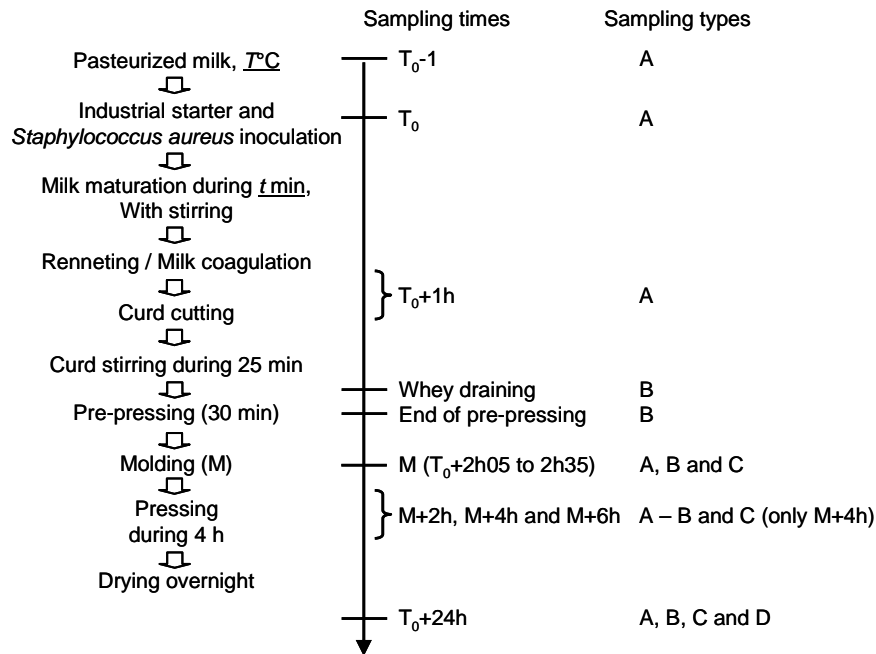 Sampling times Sampling types
Pasteurized milk, T°C T0-1 A
Industrial starter and
Staphylococcus aureus inoculation T0 A
Milk maturation during t min,
With stirring
Renneting / Milk coagulation
T0+1h A
Curd cutting
Curd stirring during 25 min
Whey draining B
Pre-pressing (30 min) End of pre-pressing B
Molding (M) M (T0+2h05 to 2h35) A, B and C
Pressing
during 4 h M+2h, M+4h and M+6h A – B and C (only M+4h)
Drying overnight
T0+24h A, B, C and D